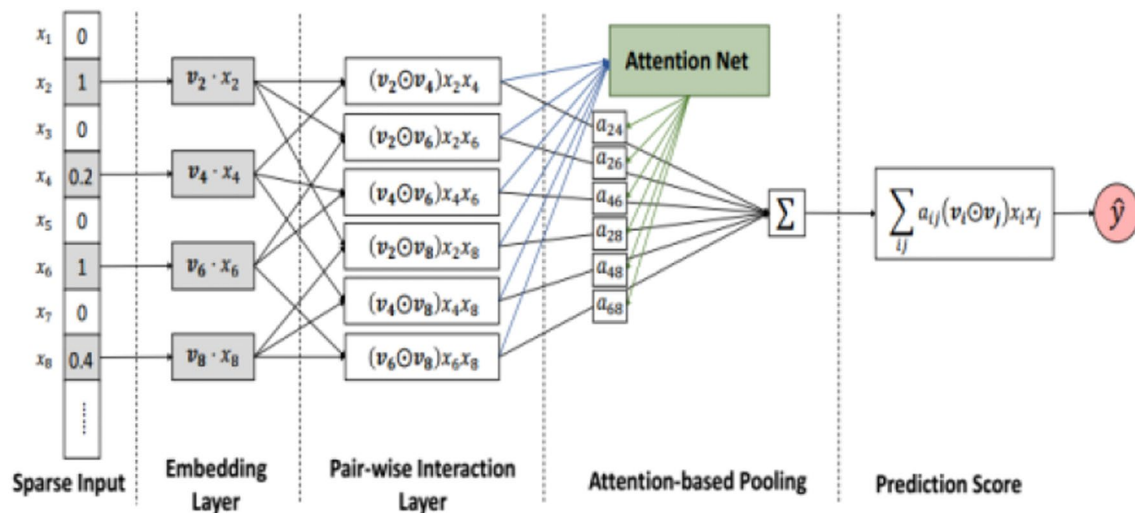 x₁ 0
x₂ 1
x₃ 0
x₄ 0.2
x₅ 0
x₆ 1
x₇ 0
x₈ 0.4
Sparse Input
v₂ · x₂
v₄ · x₄
v₆ · x₆
v₈ · x₈
Embedding
Layer
(v₂⊙v₄)x₂x₄
(v₂⊙v₆)x₂x₆
(v₄⊙v₆)x₄x₆
(v₂⊙v₈)x₂x₈
(v₄⊙v₈)x₄x₈
(v₆⊙v₈)x₆x₈
Pair-wise Interaction
Layer
Attention Net
a₂₄
a₂₆
a₄₆
a₂₈
a₄₈
a₆₈
∑
Attention-based Pooling
∑ᵢⱼ aᵢⱼ(vᵢ⊙vⱼ)xᵢxⱼ
ŷ
Prediction Score